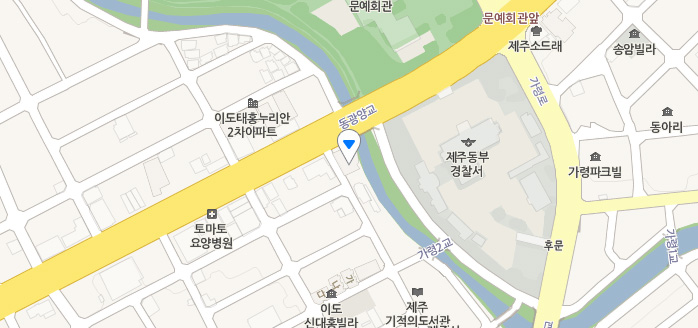 문예회관
문예회관앞
제주소드래
송암빌라
가령로
이도태흥누리안
2차아파트
동광양교
동아리
제주동부
경찰서
가령파크빌
토마토
요양병원
가령2교
후문
가령1교
이도
신대흥빌라
제주
기적의도서관